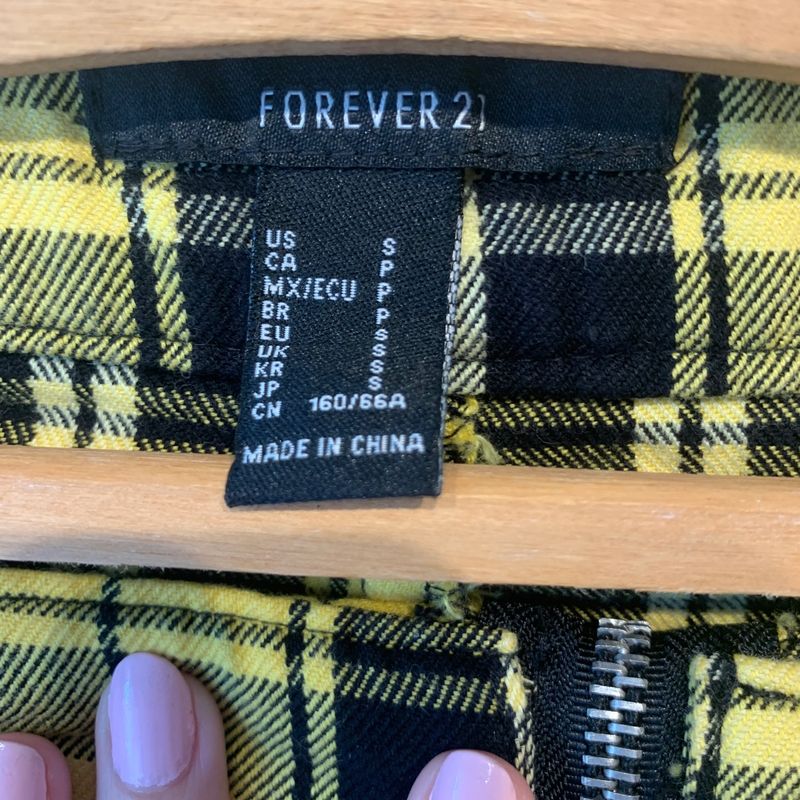 FOREVER 21
US S
CA P
MX/ECU P
BR P
EU S
UK S
KR S
JP S
CN 160/66A
MADE IN CHINA